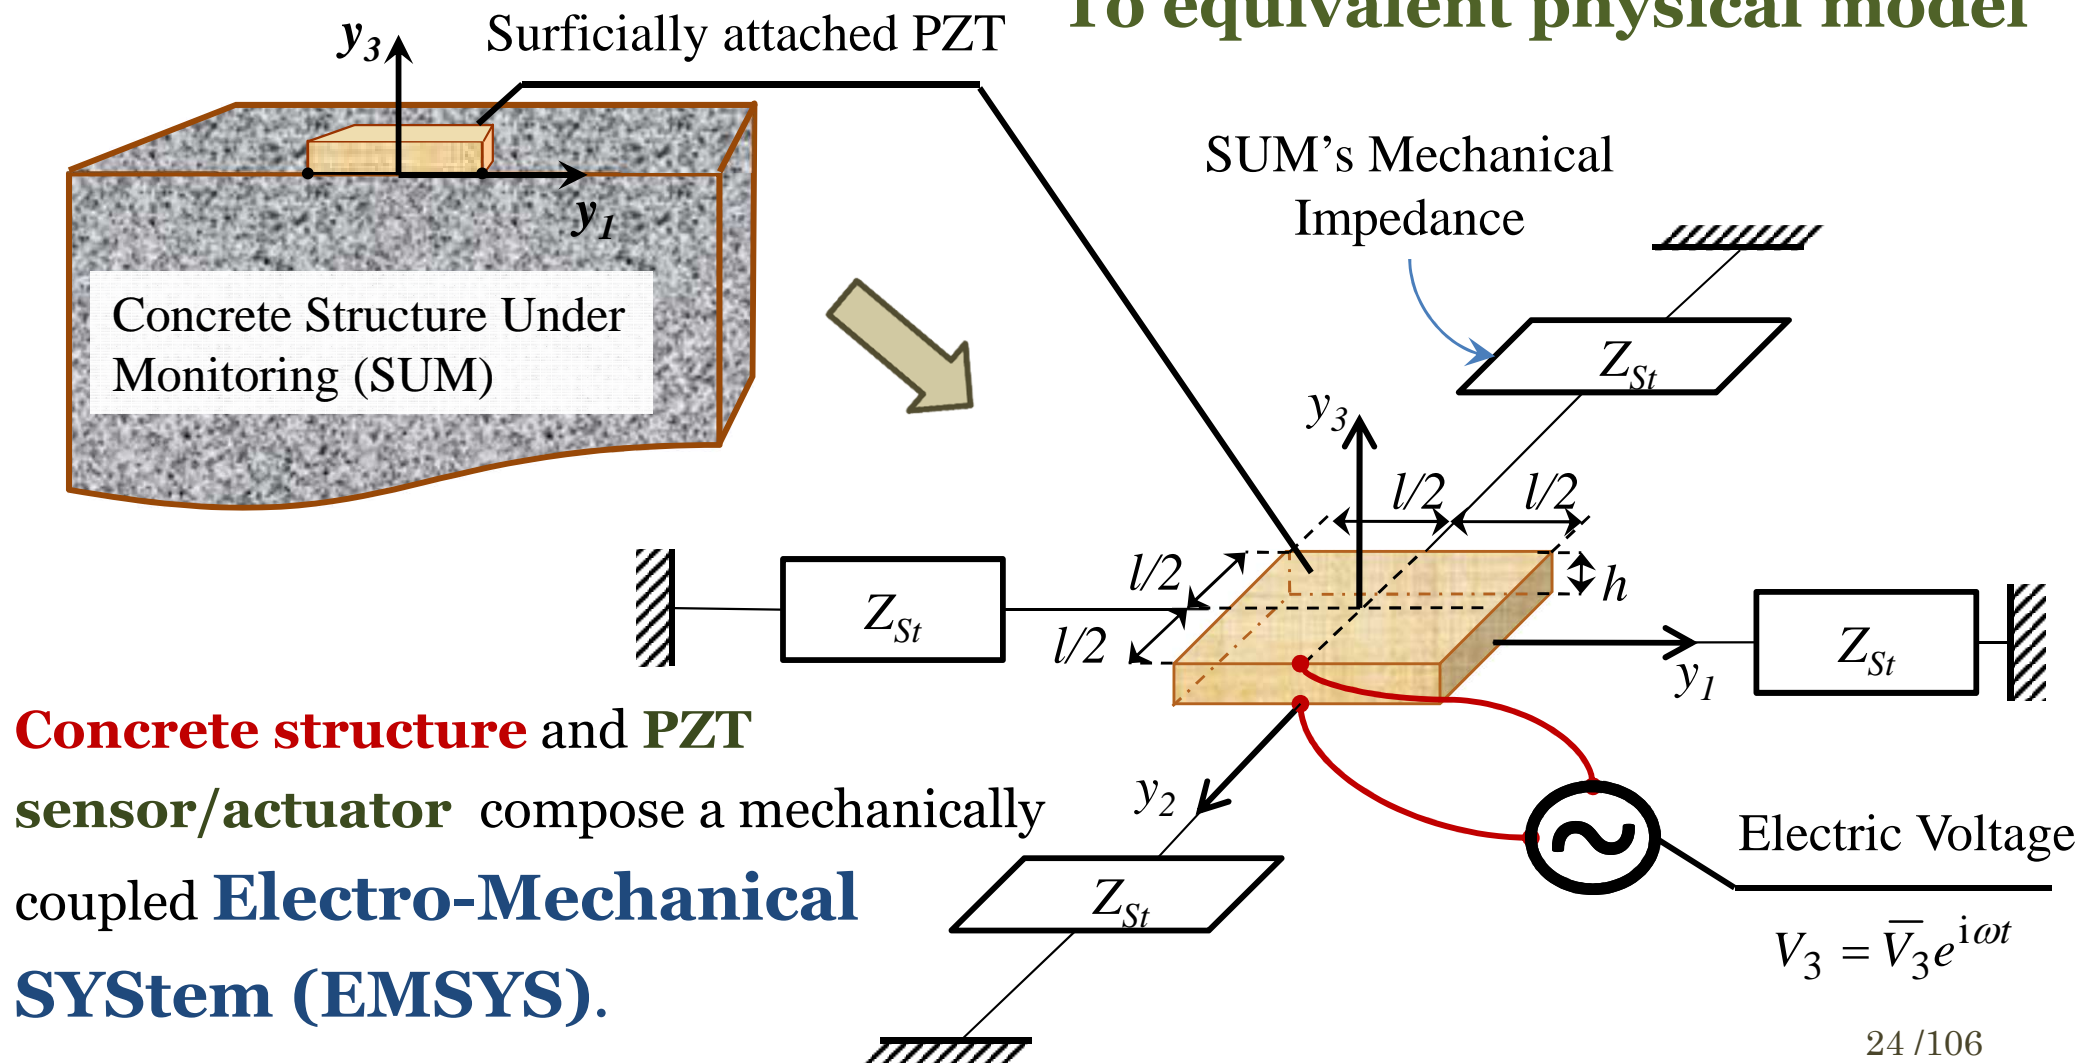 To equivalent physical model
y3
Surficially attached PZT
y1
Concrete Structure Under
Monitoring (SUM)
SUM’s Mechanical
Impedance
ZSt
y3
l/2 l/2
l/2
h
l/2
ZSt
ZSt
y1
y2
ZSt
Electric Voltage
V3 = V̅3e^iωt
Concrete structure and PZT
sensor/actuator compose a mechanically
coupled Electro-Mechanical
SYStem (EMSYS).
24 /106